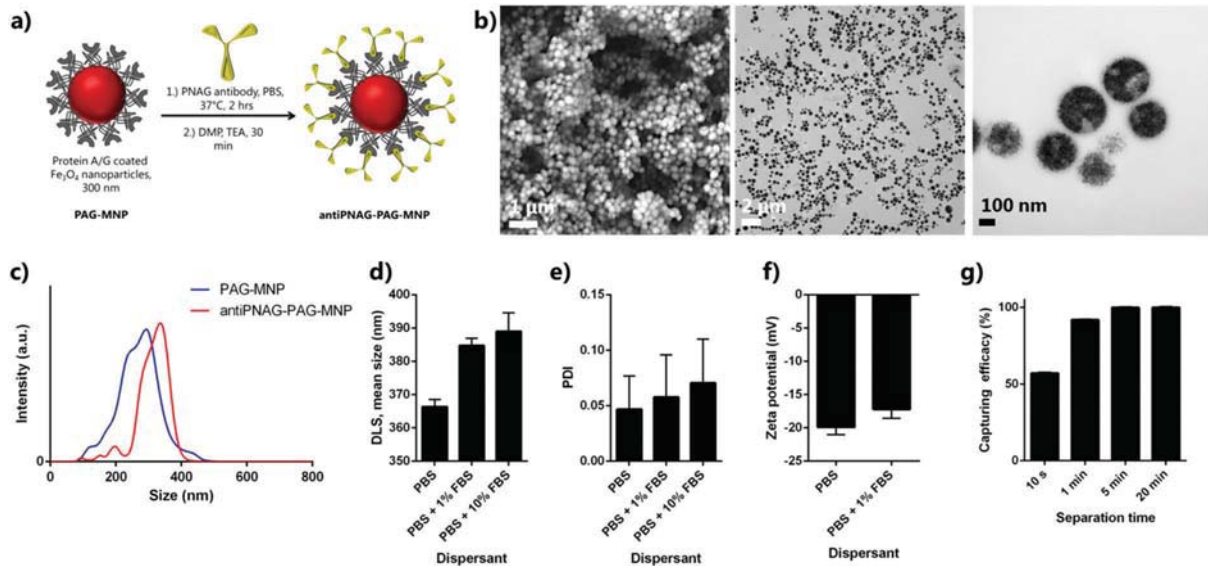 a)
1.) PNAG antibody, PBS,
37°C, 2 hrs
2.) DMP, TEA, 30
min
Protein A/G coated
Fe₃O₄ nanoparticles,
300 nm
PAG-MNP
antiPNAG-PAG-MNP
b)
1 µm
2 µm
100 nm
c)
PAG-MNP
antiPNAG-PAG-MNP
Intensity (a.u.)
0
0
200
400
600
800
Size (nm)
d)
DLS, mean size (nm)
400
390
380
370
360
350
PBS
PBS + 1% FBS
PBS + 10% FBS
Dispersant
e)
PDI
0.15
0.10
0.05
0.00
PBS
PBS + 1% FBS
PBS + 10% FBS
Dispersant
f)
Zeta potential (mV)
0
-5
-10
-15
-20
-25
PBS
PBS + 1% FBS
Dispersant
g)
Capturing efficacy (%)
100
50
0
10 s
1 min
5 min
20 min
Separation time